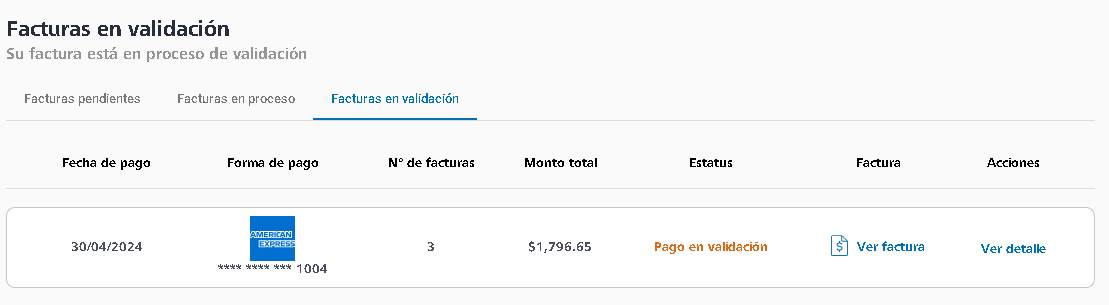 Facturas en validación
Su factura está en proceso de validación
Facturas pendientes Facturas en proceso Facturas en validación
Fecha de pago Forma de pago N° de facturas Monto total Estatus Factura Acciones
AMERICAN
EXPRESS
30/04/2024 3 $1,796.65 Pago en validación $ Ver factura Ver detalle
**** **** *** 1004